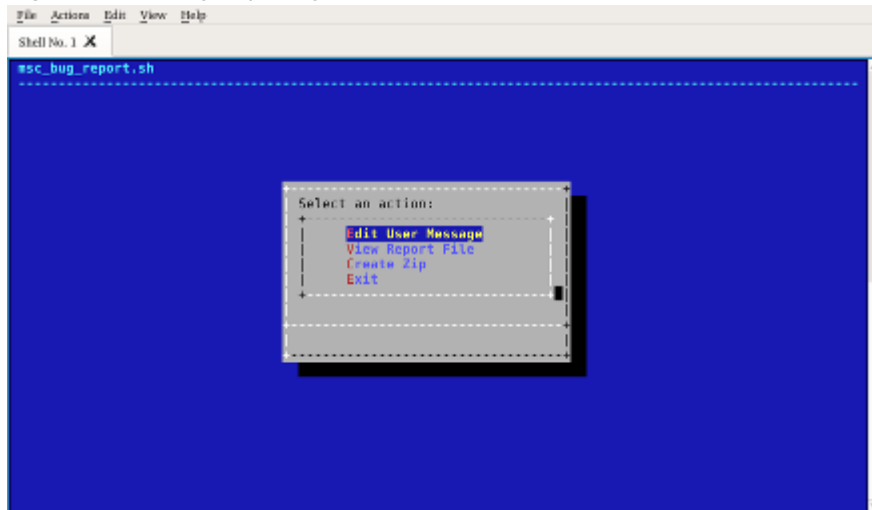 File Actions Edit View Help
Shell No. 1 X
msc_bug_report.sh
Select an action:
Edit User Message
View Report File
Create Zip
Exit